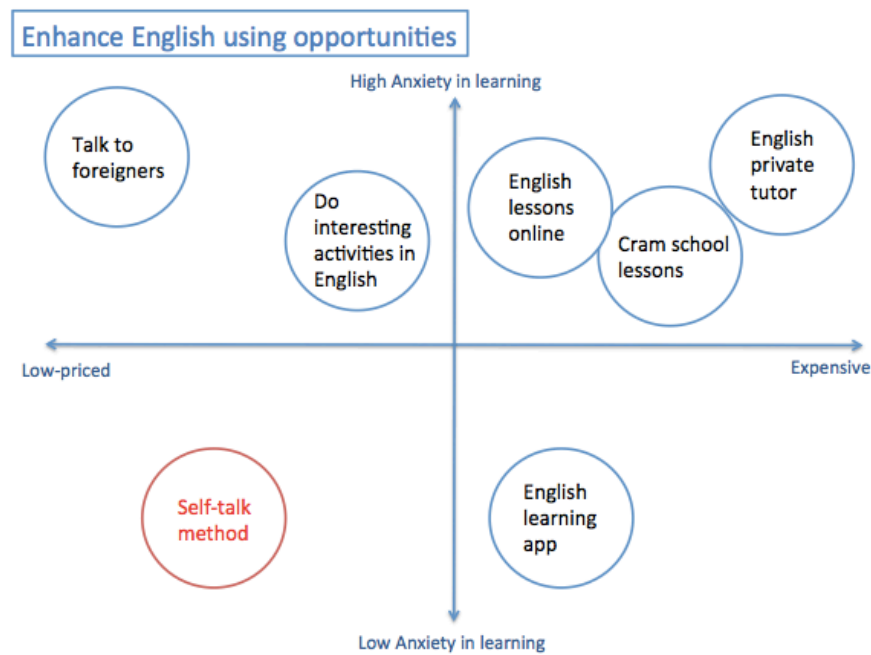 Enhance English using opportunities
High Anxiety in learning
Talk to
foreigners
Do
interesting
activities in
English
English
lessons
online
Cram school
lessons
English
private
tutor
Low-priced
Expensive
Self-talk
method
English
learning
app
Low Anxiety in learning